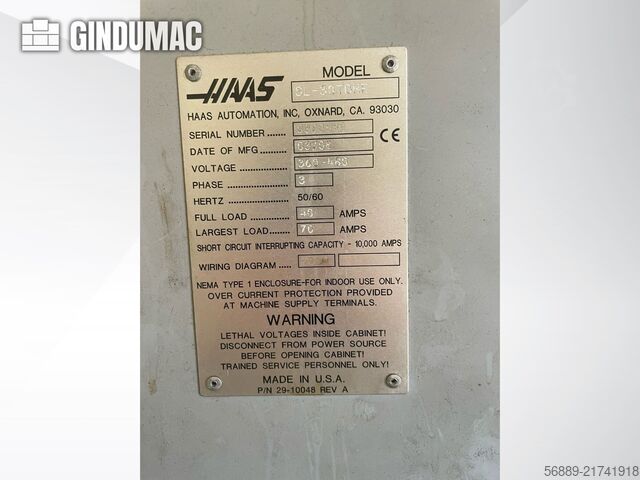 GINDUMAC
HAAS
MODEL
HAAS AUTOMATION, INC, OXNARD, CA. 93030
SERIAL NUMBER .......
CE
DATE OF MFG ..........
VOLTAGE ................
PHASE .................... 3
HERTZ .................... 50/60
FULL LOAD .............. 40 AMPS
LARGEST LOAD........ 70 AMPS
SHORT CIRCUIT INTERRUPTING CAPACITY - 10,000 AMPS
WIRING DIAGRAM .....
NEMA TYPE 1 ENCLOSURE-FOR INDOOR USE ONLY.
OVER CURRENT PROTECTION PROVIDED
AT MACHINE SUPPLY TERMINALS.
WARNING
LETHAL VOLTAGES INSIDE CABINET!
DISCONNECT FROM POWER SOURCE
BEFORE OPENING CABINET!
TRAINED SERVICE PERSONNEL ONLY!
MADE IN U.S.A.
P/N 29-10048 REV A
56889-21741918